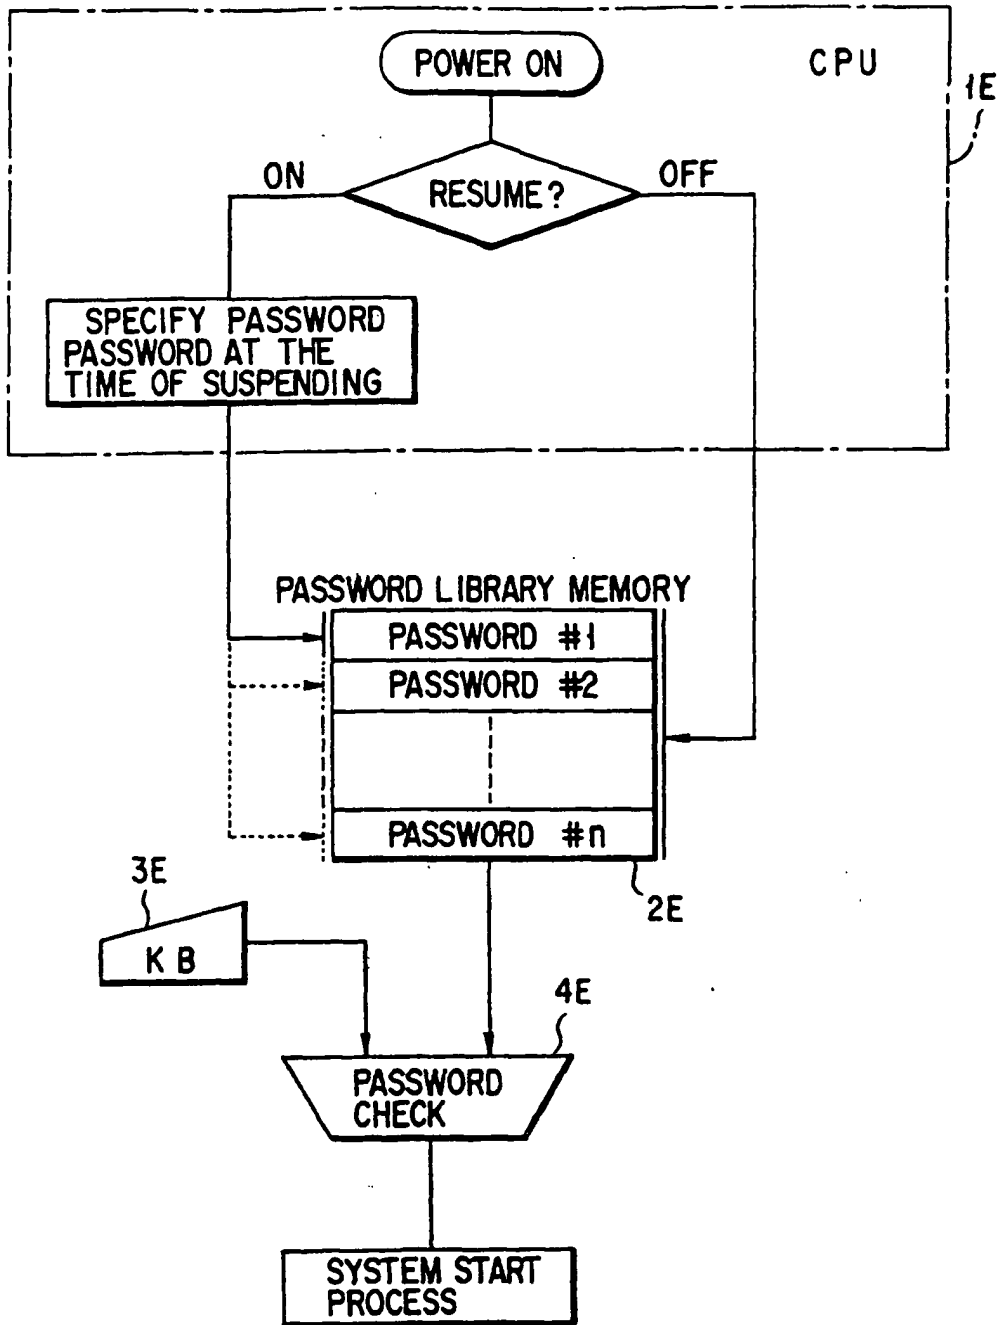 POWER ON
CPU
1E
ON
RESUME?
OFF
SPECIFY PASSWORD
PASSWORD AT THE
TIME OF SUSPENDING
PASSWORD LIBRARY MEMORY
PASSWORD #1
PASSWORD #2
PASSWORD #n
2E
3E
KB
4E
PASSWORD
CHECK
SYSTEM START
PROCESS